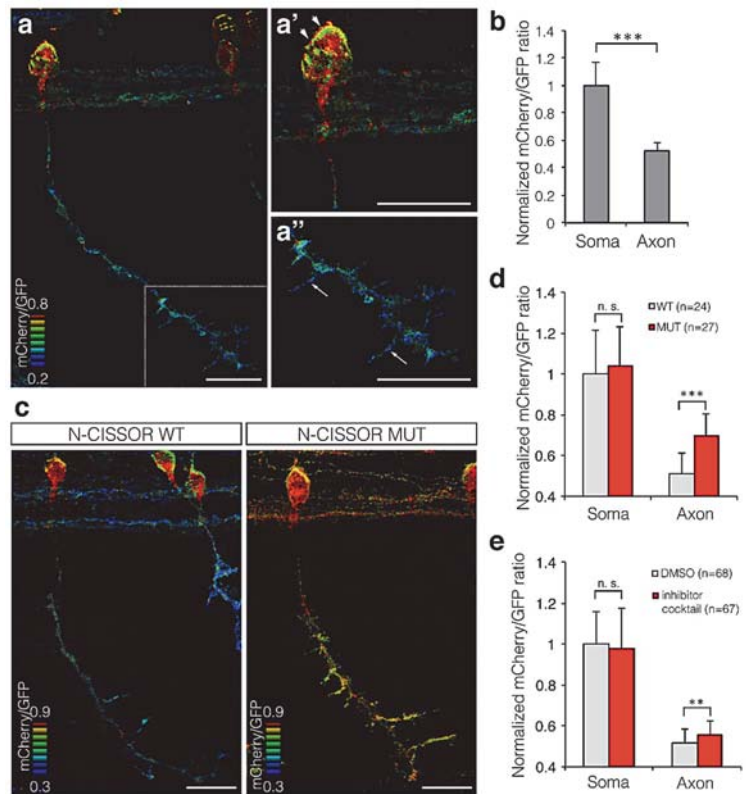 a
0.8
mCherry/GFP
0.2
a'
a"
b
Normalized mCherry/GFP ratio
1.4
1.2
1
0.8
0.6
0.4
0.2
0
***
Soma Axon
c
N-CISSOR WT
N-CISSOR MUT
0.9
mCherry/GFP
0.3
0.9
mCherry/GFP
0.3
d
Normalized mCherry/GFP ratio
1.4
1.2
1
0.8
0.6
0.4
n. s.
WT (n=24)
MUT (n=27)
***
Soma Axon
e
Normalized mCherry/GFP ratio
1.4
1.2
1
0.8
0.6
0.4
n. s.
DMSO (n=68)
inhibitor
cocktail (n=67)
**
Soma Axon